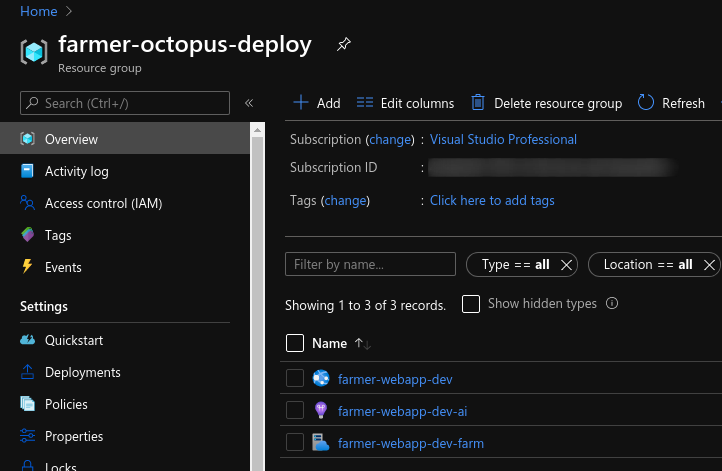 Home >
farmer-octopus-deploy
Resource group
Search (Ctrl+/)
«
Overview
Activity log
Access control (IAM)
Tags
Events
Settings
Quickstart
Deployments
Policies
Properties
Locks
+ Add
Edit columns
Delete resource group
Refresh
Subscription (change) : Visual Studio Professional
Subscription ID :
Tags (change) : Click here to add tags
Filter by name...
Type == all
Location == all
Showing 1 to 3 of 3 records.
Show hidden types
Name ↑↓
farmer-webapp-dev
farmer-webapp-dev-ai
farmer-webapp-dev-farm